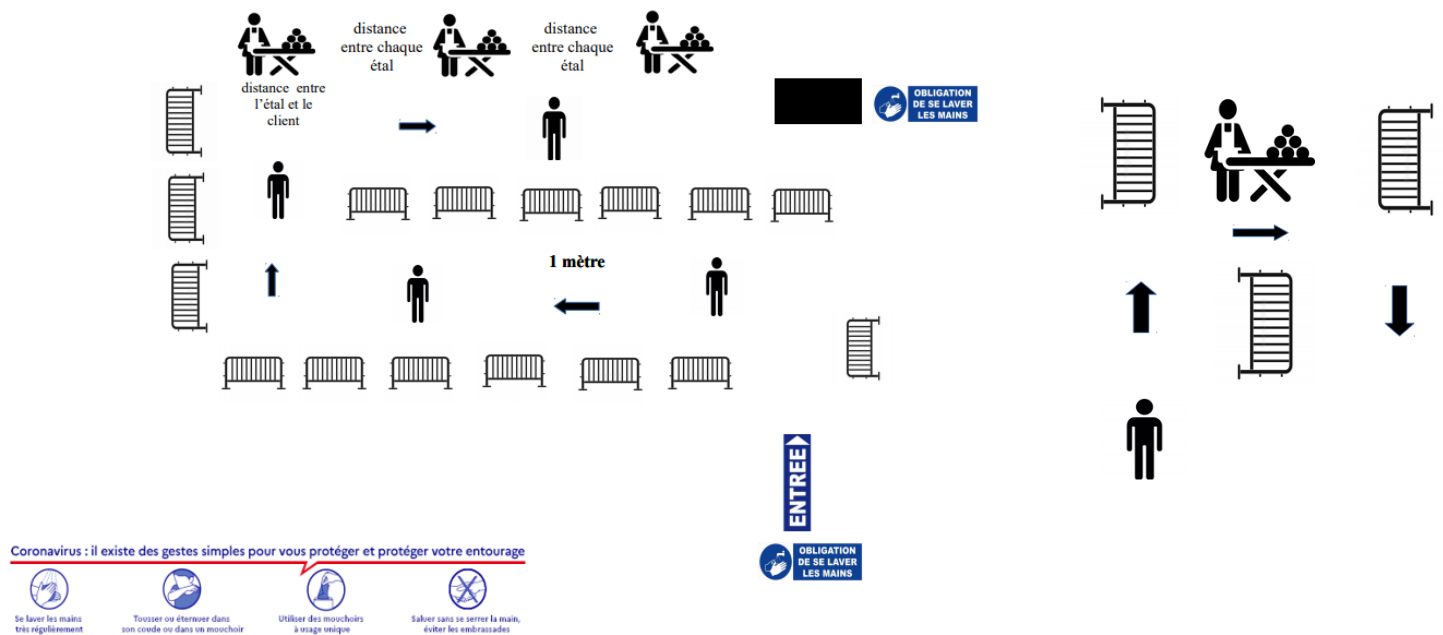 distance
entre chaque
étal
distance
entre chaque
étal
distance entre
l'étal et le
client
OBLIGATION
DE SE LAVER
LES MAINS
1 mètre
ENTREE
OBLIGATION
DE SE LAVER
LES MAINS
Coronavirus : il existe des gestes simples pour vous protéger et protéger votre entourage
Se laver les mains
très régulièrement
Tousser ou éternuer dans
son coude ou dans un mouchoir
Utiliser des mouchoirs
à usage unique
Saluer sans se serrer la main,
éviter les embrassades